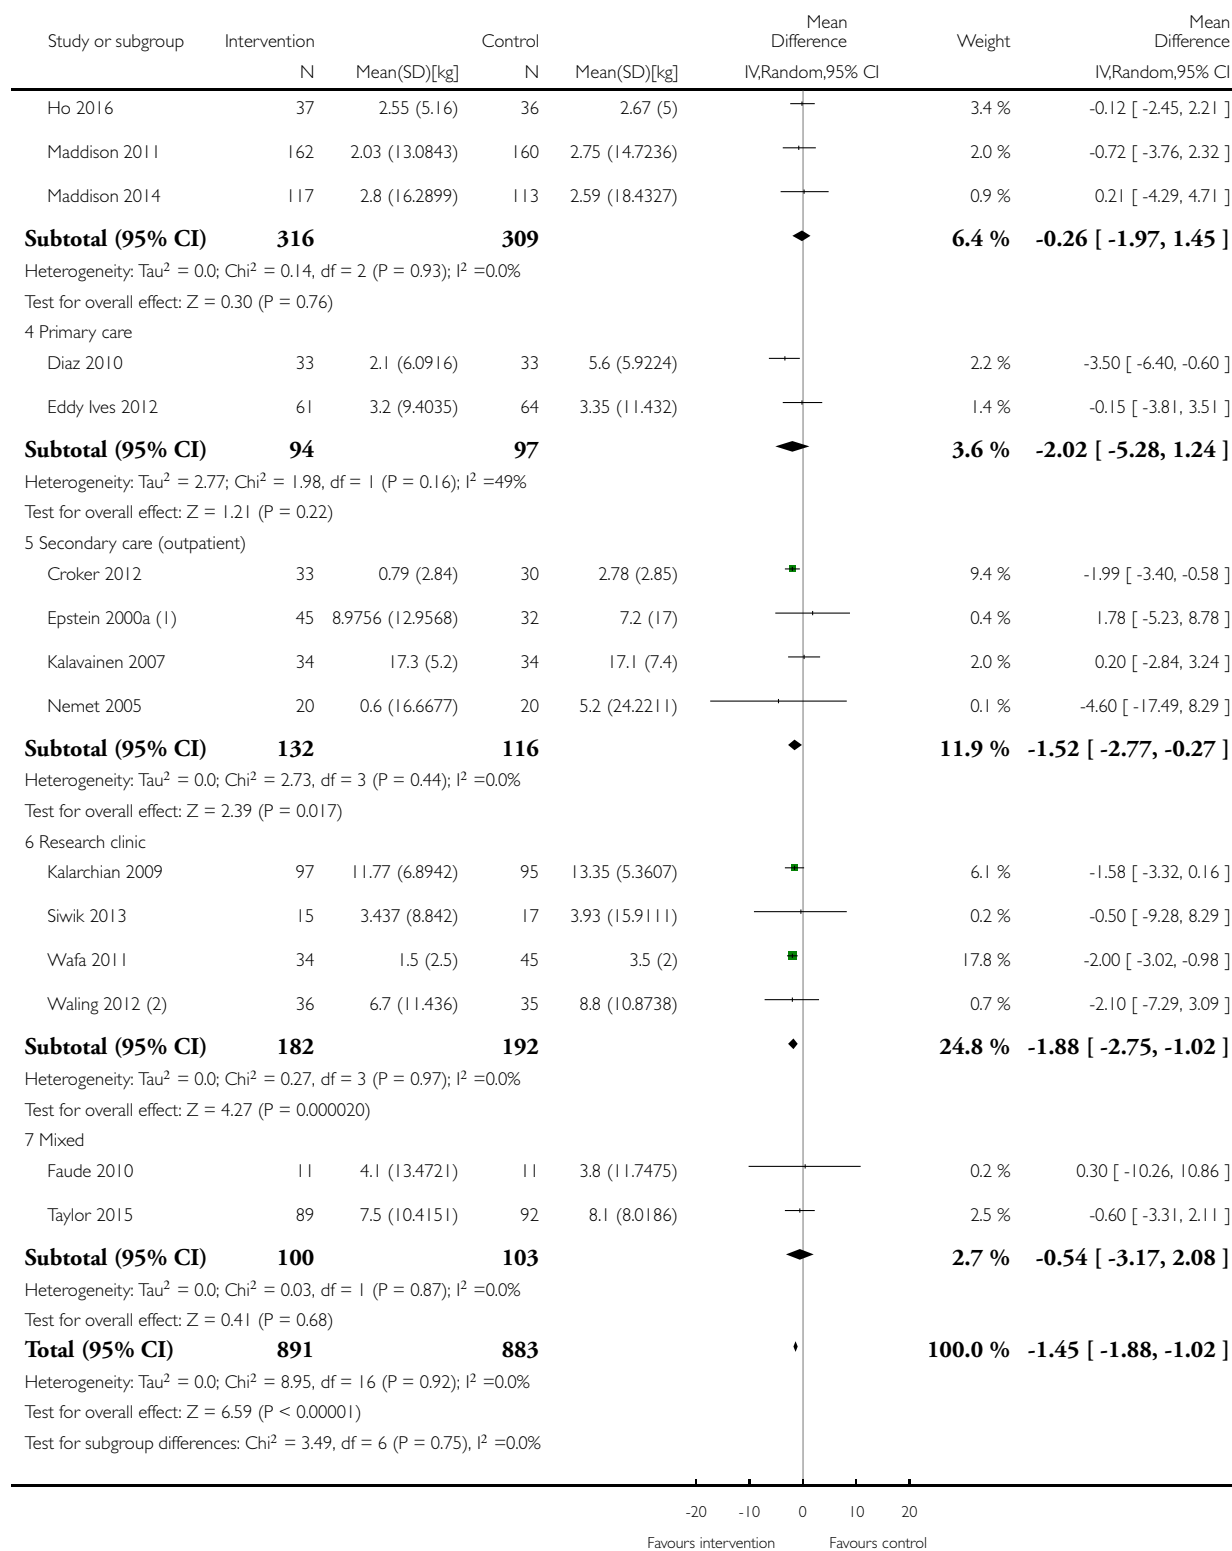 Study or subgroup Intervention Control Mean Difference Weight Mean Difference
N Mean(SD)[kg] N Mean(SD)[kg] IV,Random,95% CI IV,Random,95% CI
Ho 2016 37 2.55 (5.16) 36 2.67 (5) 3.4 % -0.12 [ -2.45, 2.21 ]
Maddison 2011 162 2.03 (13.0843) 160 2.75 (14.7236) 2.0 % -0.72 [ -3.76, 2.32 ]
Maddison 2014 117 2.8 (16.2899) 113 2.59 (18.4327) 0.9 % 0.21 [ -4.29, 4.71 ]
Subtotal (95% CI) 316 309 6.4 % -0.26 [ -1.97, 1.45 ]
Heterogeneity: Tau² = 0.0; Chi² = 0.14, df = 2 (P = 0.93); I² =0.0%
Test for overall effect: Z = 0.30 (P = 0.76)
4 Primary care
Diaz 2010 33 2.1 (6.0916) 33 5.6 (5.9224) 2.2 % -3.50 [ -6.40, -0.60 ]
Eddy Ives 2012 61 3.2 (9.4035) 64 3.35 (11.432) 1.4 % -0.15 [ -3.81, 3.51 ]
Subtotal (95% CI) 94 97 3.6 % -2.02 [ -5.28, 1.24 ]
Heterogeneity: Tau² = 2.77; Chi² = 1.98, df = 1 (P = 0.16); I² =49%
Test for overall effect: Z = 1.21 (P = 0.22)
5 Secondary care (outpatient)
Croker 2012 33 0.79 (2.84) 30 2.78 (2.85) 9.4 % -1.99 [ -3.40, -0.58 ]
Epstein 2000a (1) 45 8.9756 (12.9568) 32 7.2 (17) 0.4 % 1.78 [ -5.23, 8.78 ]
Kalavainen 2007 34 17.3 (5.2) 34 17.1 (7.4) 2.0 % 0.20 [ -2.84, 3.24 ]
Nemet 2005 20 0.6 (16.6677) 20 5.2 (24.2211) 0.1 % -4.60 [ -17.49, 8.29 ]
Subtotal (95% CI) 132 116 11.9 % -1.52 [ -2.77, -0.27 ]
Heterogeneity: Tau² = 0.0; Chi² = 2.73, df = 3 (P = 0.44); I² =0.0%
Test for overall effect: Z = 2.39 (P = 0.017)
6 Research clinic
Kalarchian 2009 97 11.77 (6.8942) 95 13.35 (5.3607) 6.1 % -1.58 [ -3.32, 0.16 ]
Siwik 2013 15 3.437 (8.842) 17 3.93 (15.9111) 0.2 % -0.50 [ -9.28, 8.29 ]
Wafa 2011 34 1.5 (2.5) 45 3.5 (2) 17.8 % -2.00 [ -3.02, -0.98 ]
Waling 2012 (2) 36 6.7 (11.436) 35 8.8 (10.8738) 0.7 % -2.10 [ -7.29, 3.09 ]
Subtotal (95% CI) 182 192 24.8 % -1.88 [ -2.75, -1.02 ]
Heterogeneity: Tau² = 0.0; Chi² = 0.27, df = 3 (P = 0.97); I² =0.0%
Test for overall effect: Z = 4.27 (P = 0.000020)
7 Mixed
Faude 2010 11 4.1 (13.4721) 11 3.8 (11.7475) 0.2 % 0.30 [ -10.26, 10.86 ]
Taylor 2015 89 7.5 (10.4151) 92 8.1 (8.0186) 2.5 % -0.60 [ -3.31, 2.11 ]
Subtotal (95% CI) 100 103 2.7 % -0.54 [ -3.17, 2.08 ]
Heterogeneity: Tau² = 0.0; Chi² = 0.03, df = 1 (P = 0.87); I² =0.0%
Test for overall effect: Z = 0.41 (P = 0.68)
Total (95% CI) 891 883 100.0 % -1.45 [ -1.88, -1.02 ]
Heterogeneity: Tau² = 0.0; Chi² = 8.95, df = 16 (P = 0.92); I² =0.0%
Test for overall effect: Z = 6.59 (P < 0.00001)
Test for subgroup differences: Chi² = 3.49, df = 6 (P = 0.75), I² =0.0%
-20 -10 0 10 20
Favours intervention Favours control